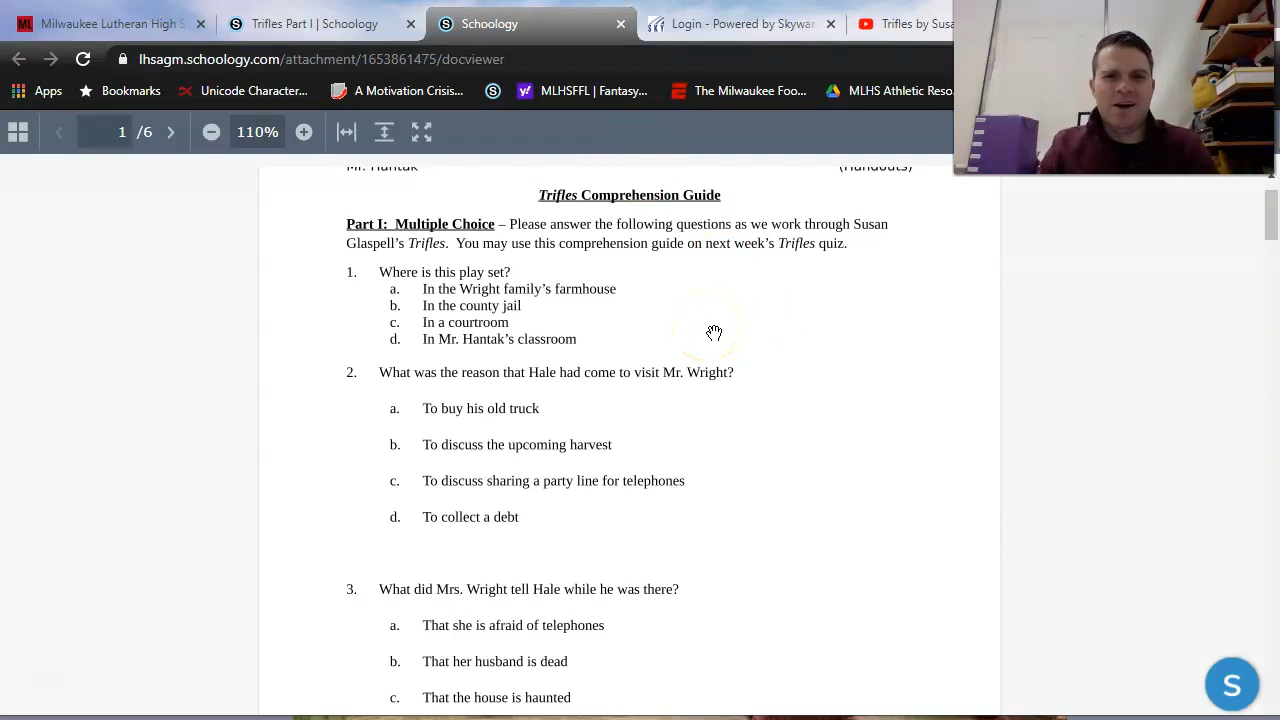 Milwaukee Lutheran High S
Trifles Part I | Schoology
Schoology
Login - Powered by Skywar
Trifles by Susa
lhsagm.schoology.com/attachment/1653861475/docviewer
Apps
Bookmarks
Unicode Character...
A Motivation Crisis...
MLHSFFL | Fantasy...
The Milwaukee Foo...
MLHS Athletic Reso
1 /6
110%
Mr. Hantak
(Handouts)
Trifles Comprehension Guide
Part I: Multiple Choice – Please answer the following questions as we work through Susan
Glaspell’s Trifles. You may use this comprehension guide on next week’s Trifles quiz.
1. Where is this play set?
a. In the Wright family’s farmhouse
b. In the county jail
c. In a courtroom
d. In Mr. Hantak’s classroom
2. What was the reason that Hale had come to visit Mr. Wright?
a. To buy his old truck
b. To discuss the upcoming harvest
c. To discuss sharing a party line for telephones
d. To collect a debt
3. What did Mrs. Wright tell Hale while he was there?
a. That she is afraid of telephones
b. That her husband is dead
c. That the house is haunted
S